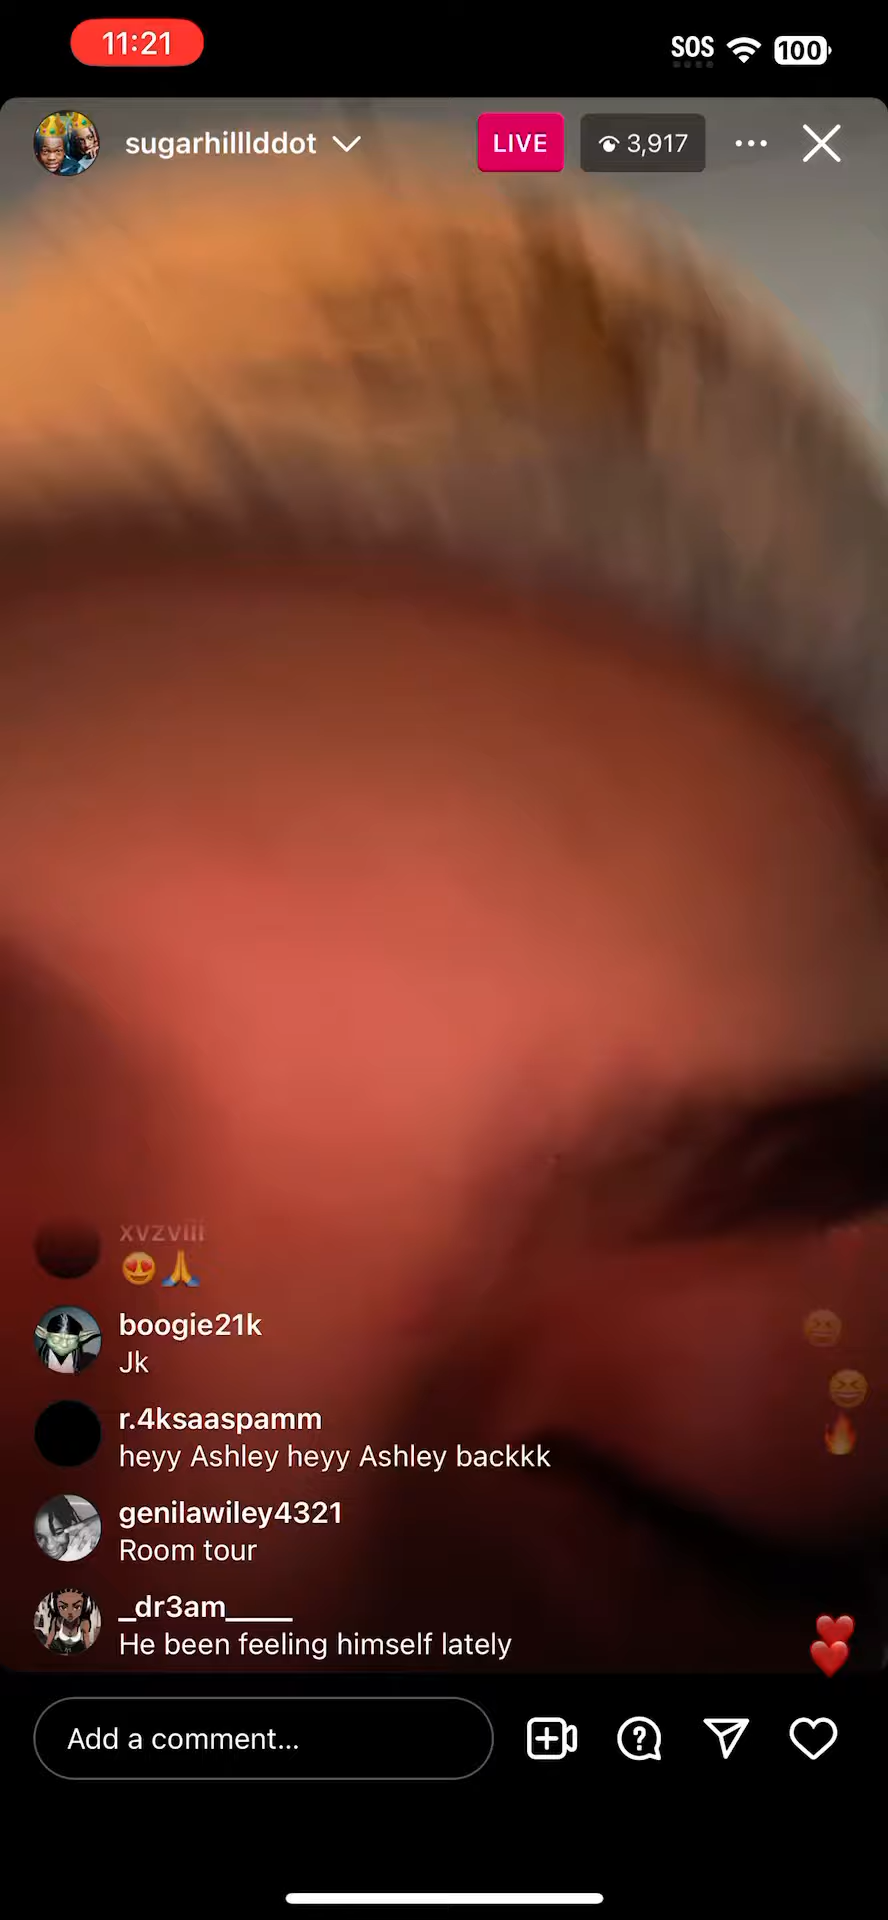 11:21
SOS
100
sugarhilllddot
LIVE
3,917
xvzviii
😍🙏
boogie21k
Jk
r.4ksaaspamm
heyy Ashley heyy Ashley backkk
genilawiley4321
Room tour
_dr3am____
He been feeling himself lately
Add a comment...